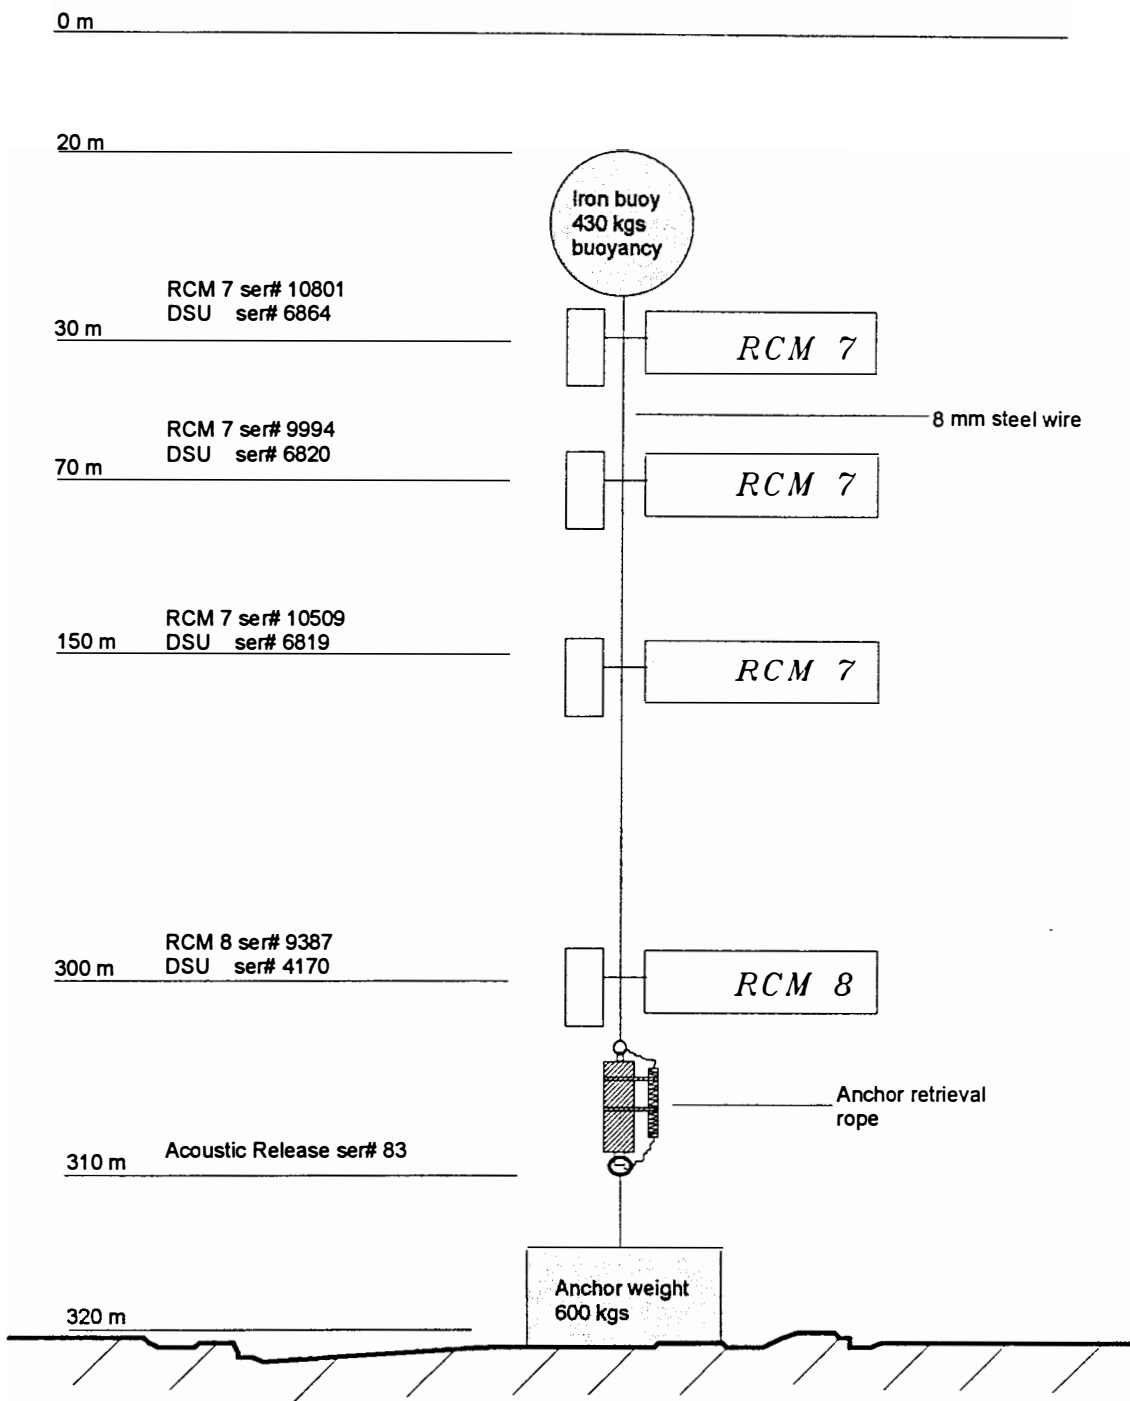 0 m
20 m
Iron buoy
430 kgs
buoyancy
RCM 7 ser# 10801
DSU ser# 6864
30 m
RCM 7
8 mm steel wire
RCM 7 ser# 9994
DSU ser# 6820
70 m
RCM 7
RCM 7 ser# 10509
DSU ser# 6819
150 m
RCM 7
RCM 8 ser# 9387
DSU ser# 4170
300 m
RCM 8
Anchor retrieval
rope
Acoustic Release ser# 83
310 m
Anchor weight
600 kgs
320 m